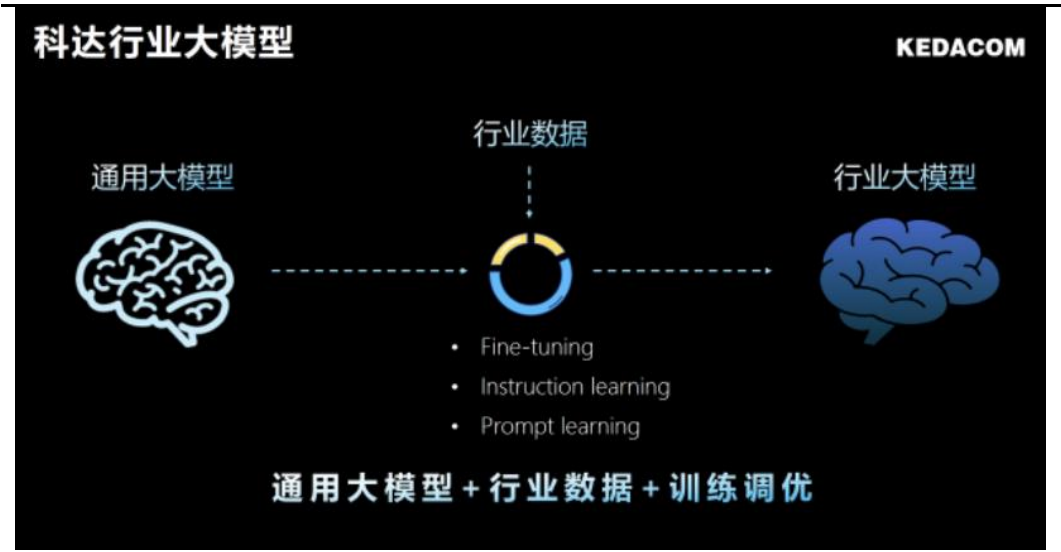 科达行业大模型
KEDACOM
行业数据
通用大模型
行业大模型
• Fine-tuning
• Instruction learning
• Prompt learning
通用大模型+行业数据+训练调优